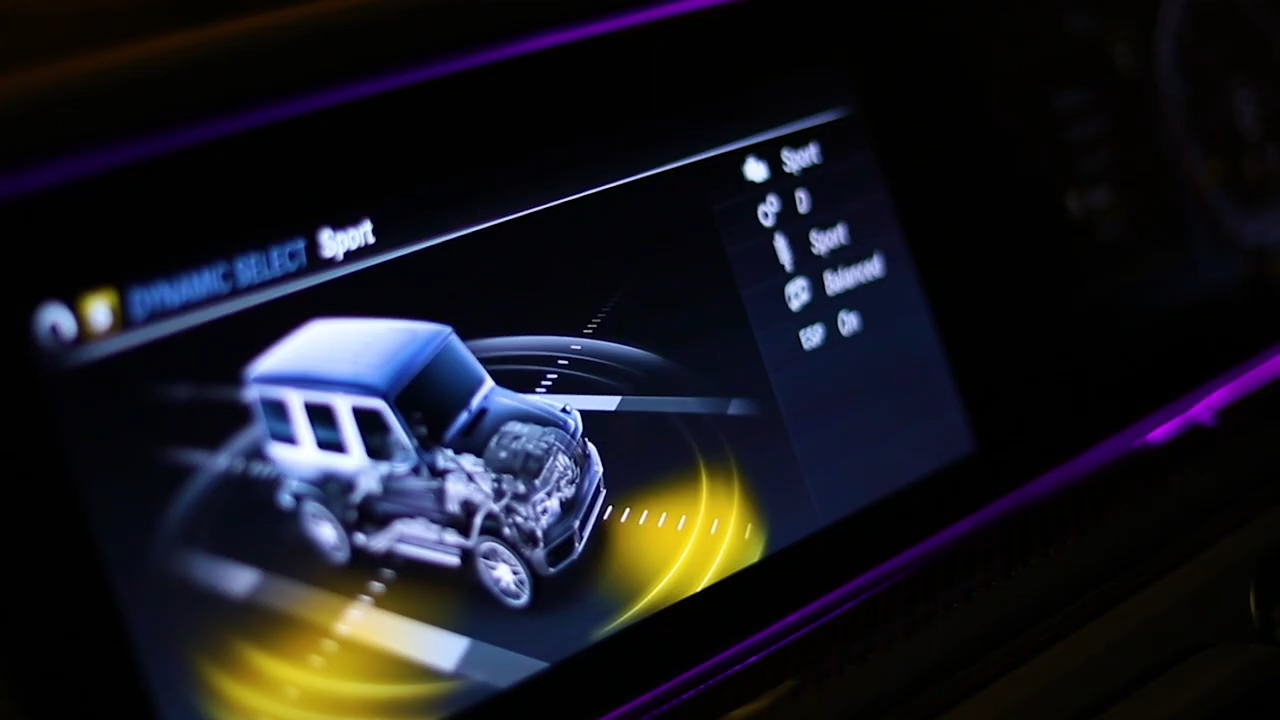 S DYNAMIC SELECT Sport
Sport
D
Sport
Balanced
ESP On